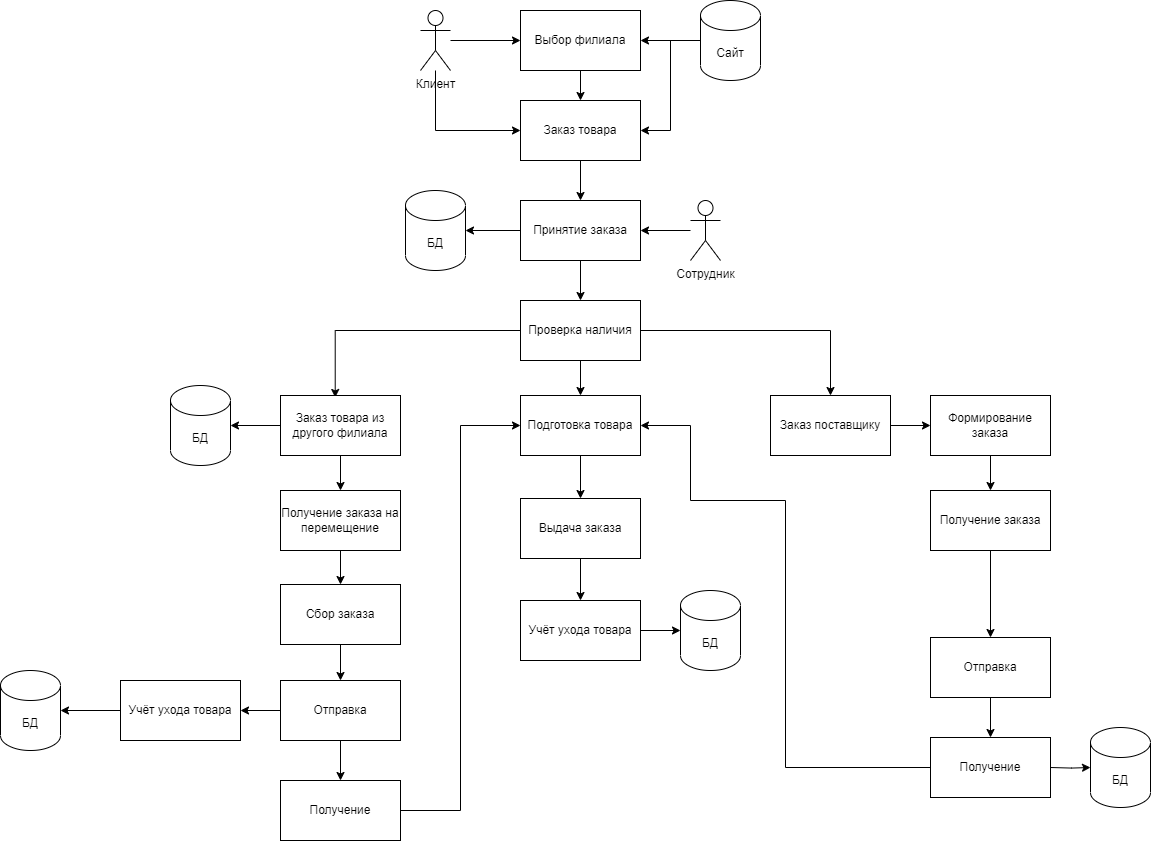 Выбор филиала
Сайт
Клиент
Заказ товара
БД
Принятие заказа
Сотрудник
Проверка наличия
БД
Заказ товара из
другого филиала
Подготовка товара
Заказ поставщику
Формирование
заказа
Получение заказа на
перемещение
Выдача заказа
Получение заказа
Сбор заказа
Учёт ухода товара
БД
Отправка
БД
Учёт ухода товара
Отправка
Получение
БД
Получение